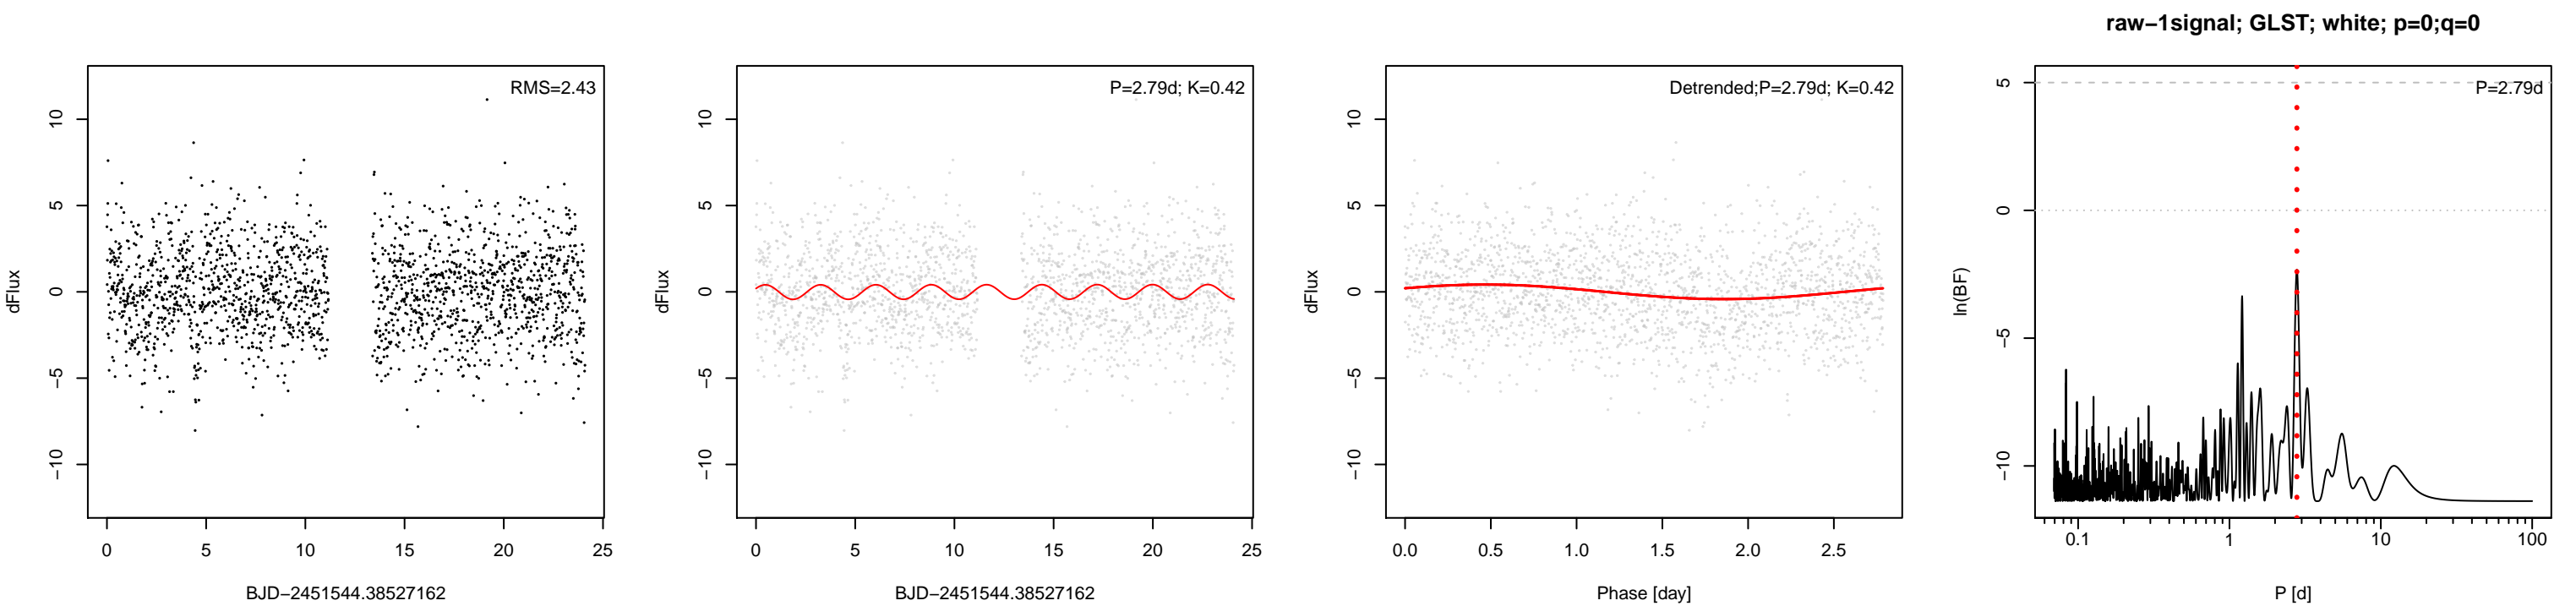 raw−1signal; GLST; white; p=0;q=0
RMS=2.43
dFlux
10
5
0
−5
−10
0 5 10 15 20 25
BJD−2451544.38527162
P=2.79d; K=0.42
dFlux
10
5
0
−5
−10
0 5 10 15 20 25
BJD−2451544.38527162
Detrended;P=2.79d; K=0.42
dFlux
10
5
0
−5
−10
0.0 0.5 1.0 1.5 2.0 2.5
Phase [day]
P=2.79d
ln(BF)
5
0
−5
−10
0.1 1 10 100
P [d]